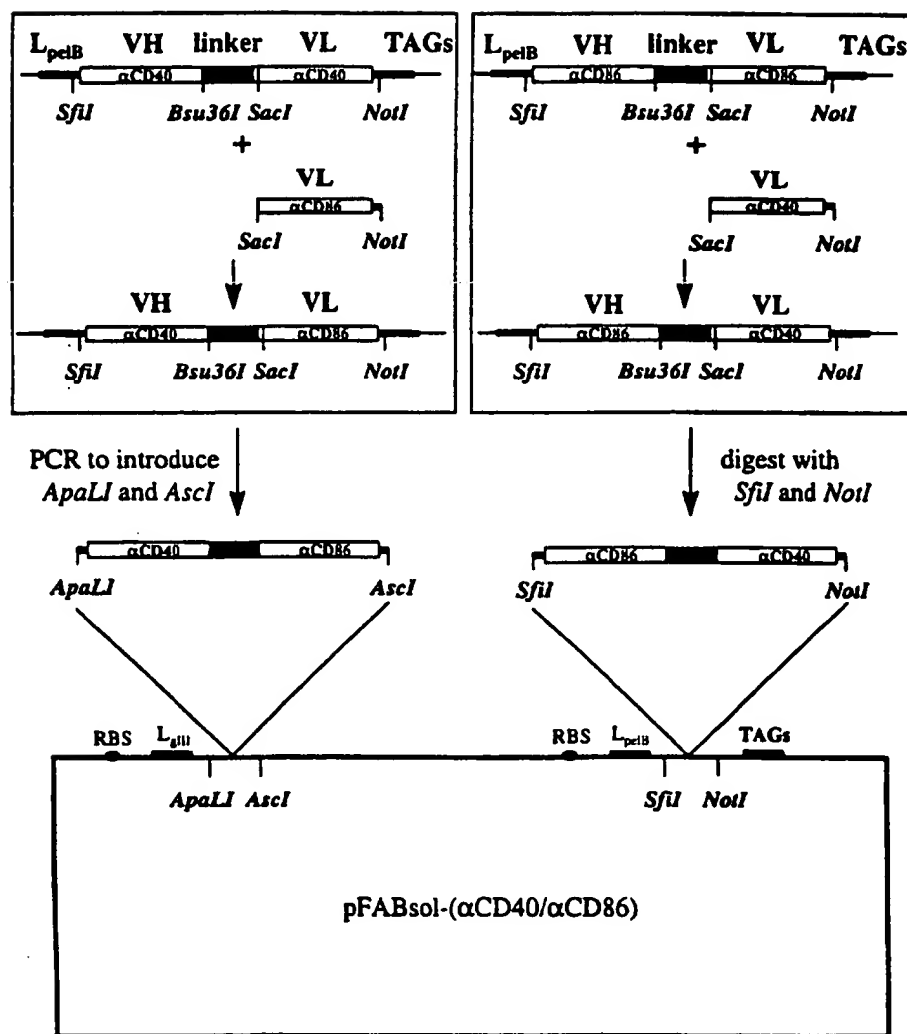 LpelB VH linker VL TAGs
αCD40 αCD40
SfiI Bsu36I SacI NotI
+
VL
αCD86
SacI NotI
VH VL
αCD40 αCD86
SfiI Bsu36I SacI NotI
LpelB VH linker VL TAGs
αCD86 αCD86
SfiI Bsu36I SacI NotI
+
VL
αCD40
SacI NotI
VH VL
αCD86 αCD40
SfiI Bsu36I SacI NotI
PCR to introduce
ApaLI and AscI
digest with
SfiI and NotI
αCD40 αCD86
ApaLI AscI
αCD86 αCD40
SfiI NotI
RBS LgIII RBS LpelB TAGs
ApaLI AscI SfiI NotI
pFABsol-(αCD40/αCD86)